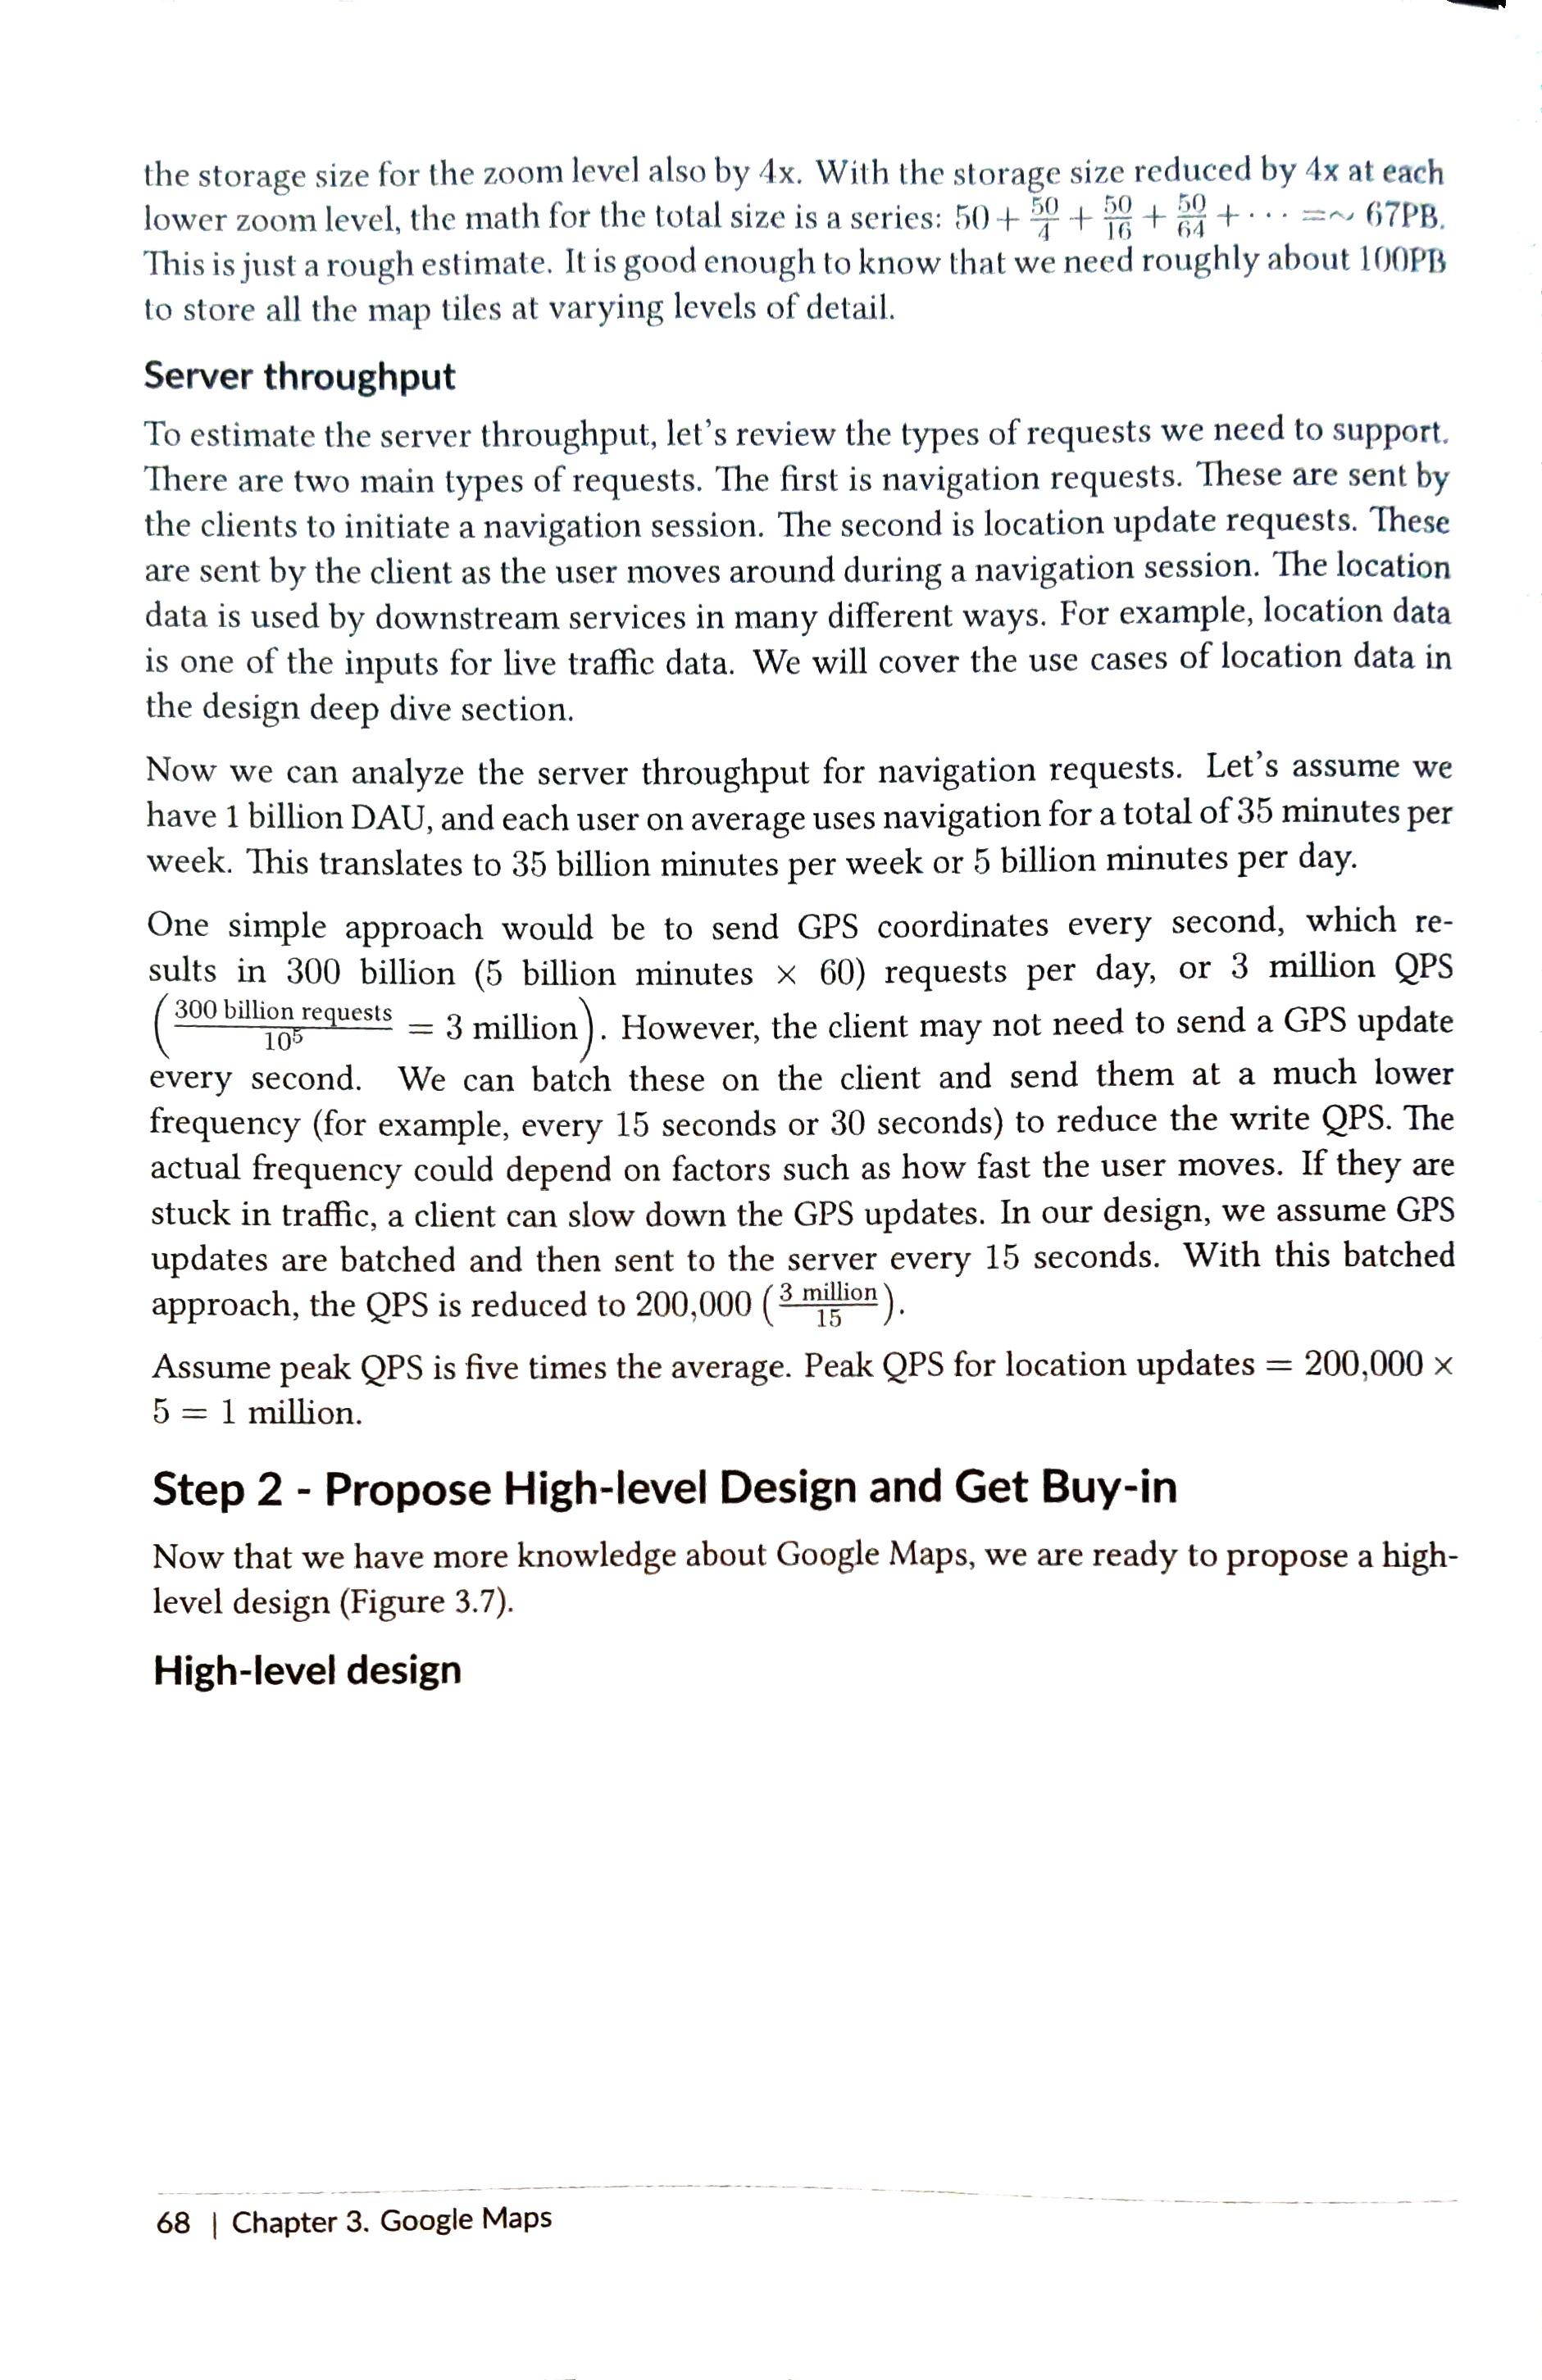 the storage size for the zoom level also by 4x. With the storage size reduced by 4x at each
lower zoom level, the math for the total size is a series: 50 + 50/4 + 50/16 + 50/64 + · · · =~ 67PB.
This is just a rough estimate. It is good enough to know that we need roughly about 100PB
to store all the map tiles at varying levels of detail.
Server throughput
To estimate the server throughput, let's review the types of requests we need to support.
There are two main types of requests. The first is navigation requests. These are sent by
the clients to initiate a navigation session. The second is location update requests. These
are sent by the client as the user moves around during a navigation session. The location
data is used by downstream services in many different ways. For example, location data
is one of the inputs for live traffic data. We will cover the use cases of location data in
the design deep dive section.
Now we can analyze the server throughput for navigation requests. Let's assume we
have 1 billion DAU, and each user on average uses navigation for a total of 35 minutes per
week. This translates to 35 billion minutes per week or 5 billion minutes per day.
One simple approach would be to send GPS coordinates every second, which re-
sults in 300 billion (5 billion minutes × 60) requests per day, or 3 million QPS
(300 billion requests/10⁵ = 3 million). However, the client may not need to send a GPS update
every second. We can batch these on the client and send them at a much lower
frequency (for example, every 15 seconds or 30 seconds) to reduce the write QPS. The
actual frequency could depend on factors such as how fast the user moves. If they are
stuck in traffic, a client can slow down the GPS updates. In our design, we assume GPS
updates are batched and then sent to the server every 15 seconds. With this batched
approach, the QPS is reduced to 200,000 (3 million/15).
Assume peak QPS is five times the average. Peak QPS for location updates = 200,000 ×
5 = 1 million.
Step 2 - Propose High-level Design and Get Buy-in
Now that we have more knowledge about Google Maps, we are ready to propose a high-
level design (Figure 3.7).
High-level design
68 | Chapter 3. Google Maps